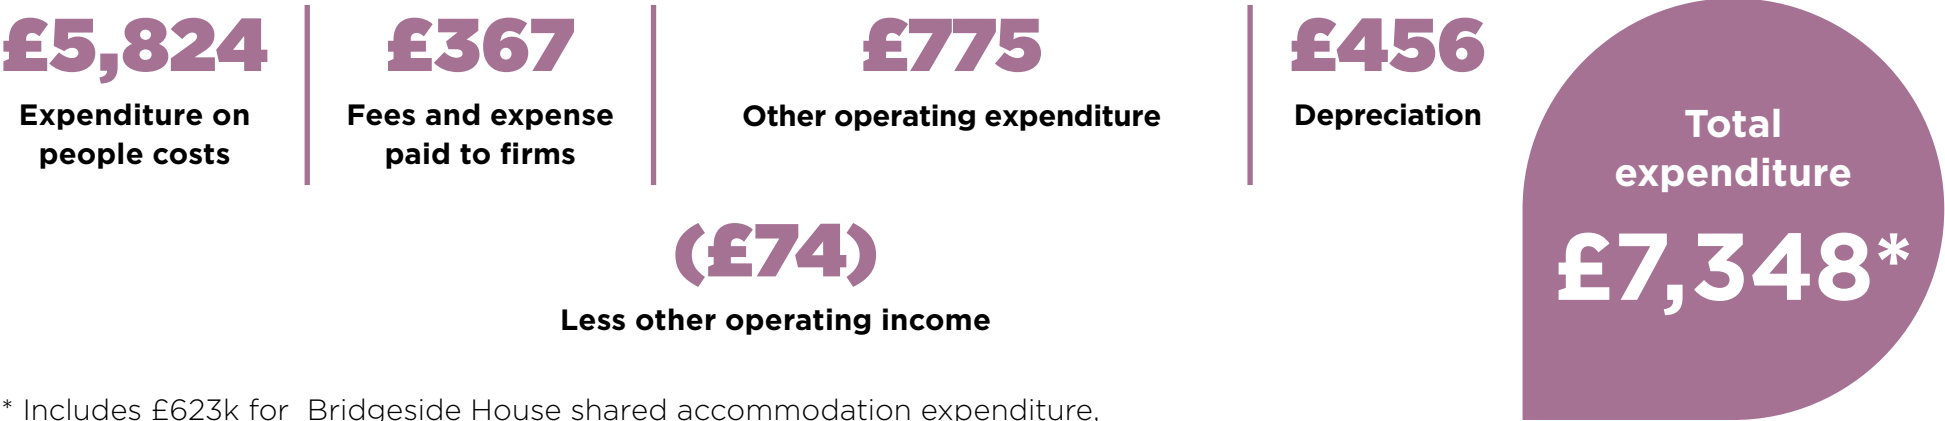 £5,824
Expenditure on
people costs
£367
Fees and expense
paid to firms
£775
Other operating expenditure
£456
Depreciation
(£74)
Less other operating income
Total
expenditure
£7,348*
* Includes £623k for  Bridgeside House shared accommodation expenditure,